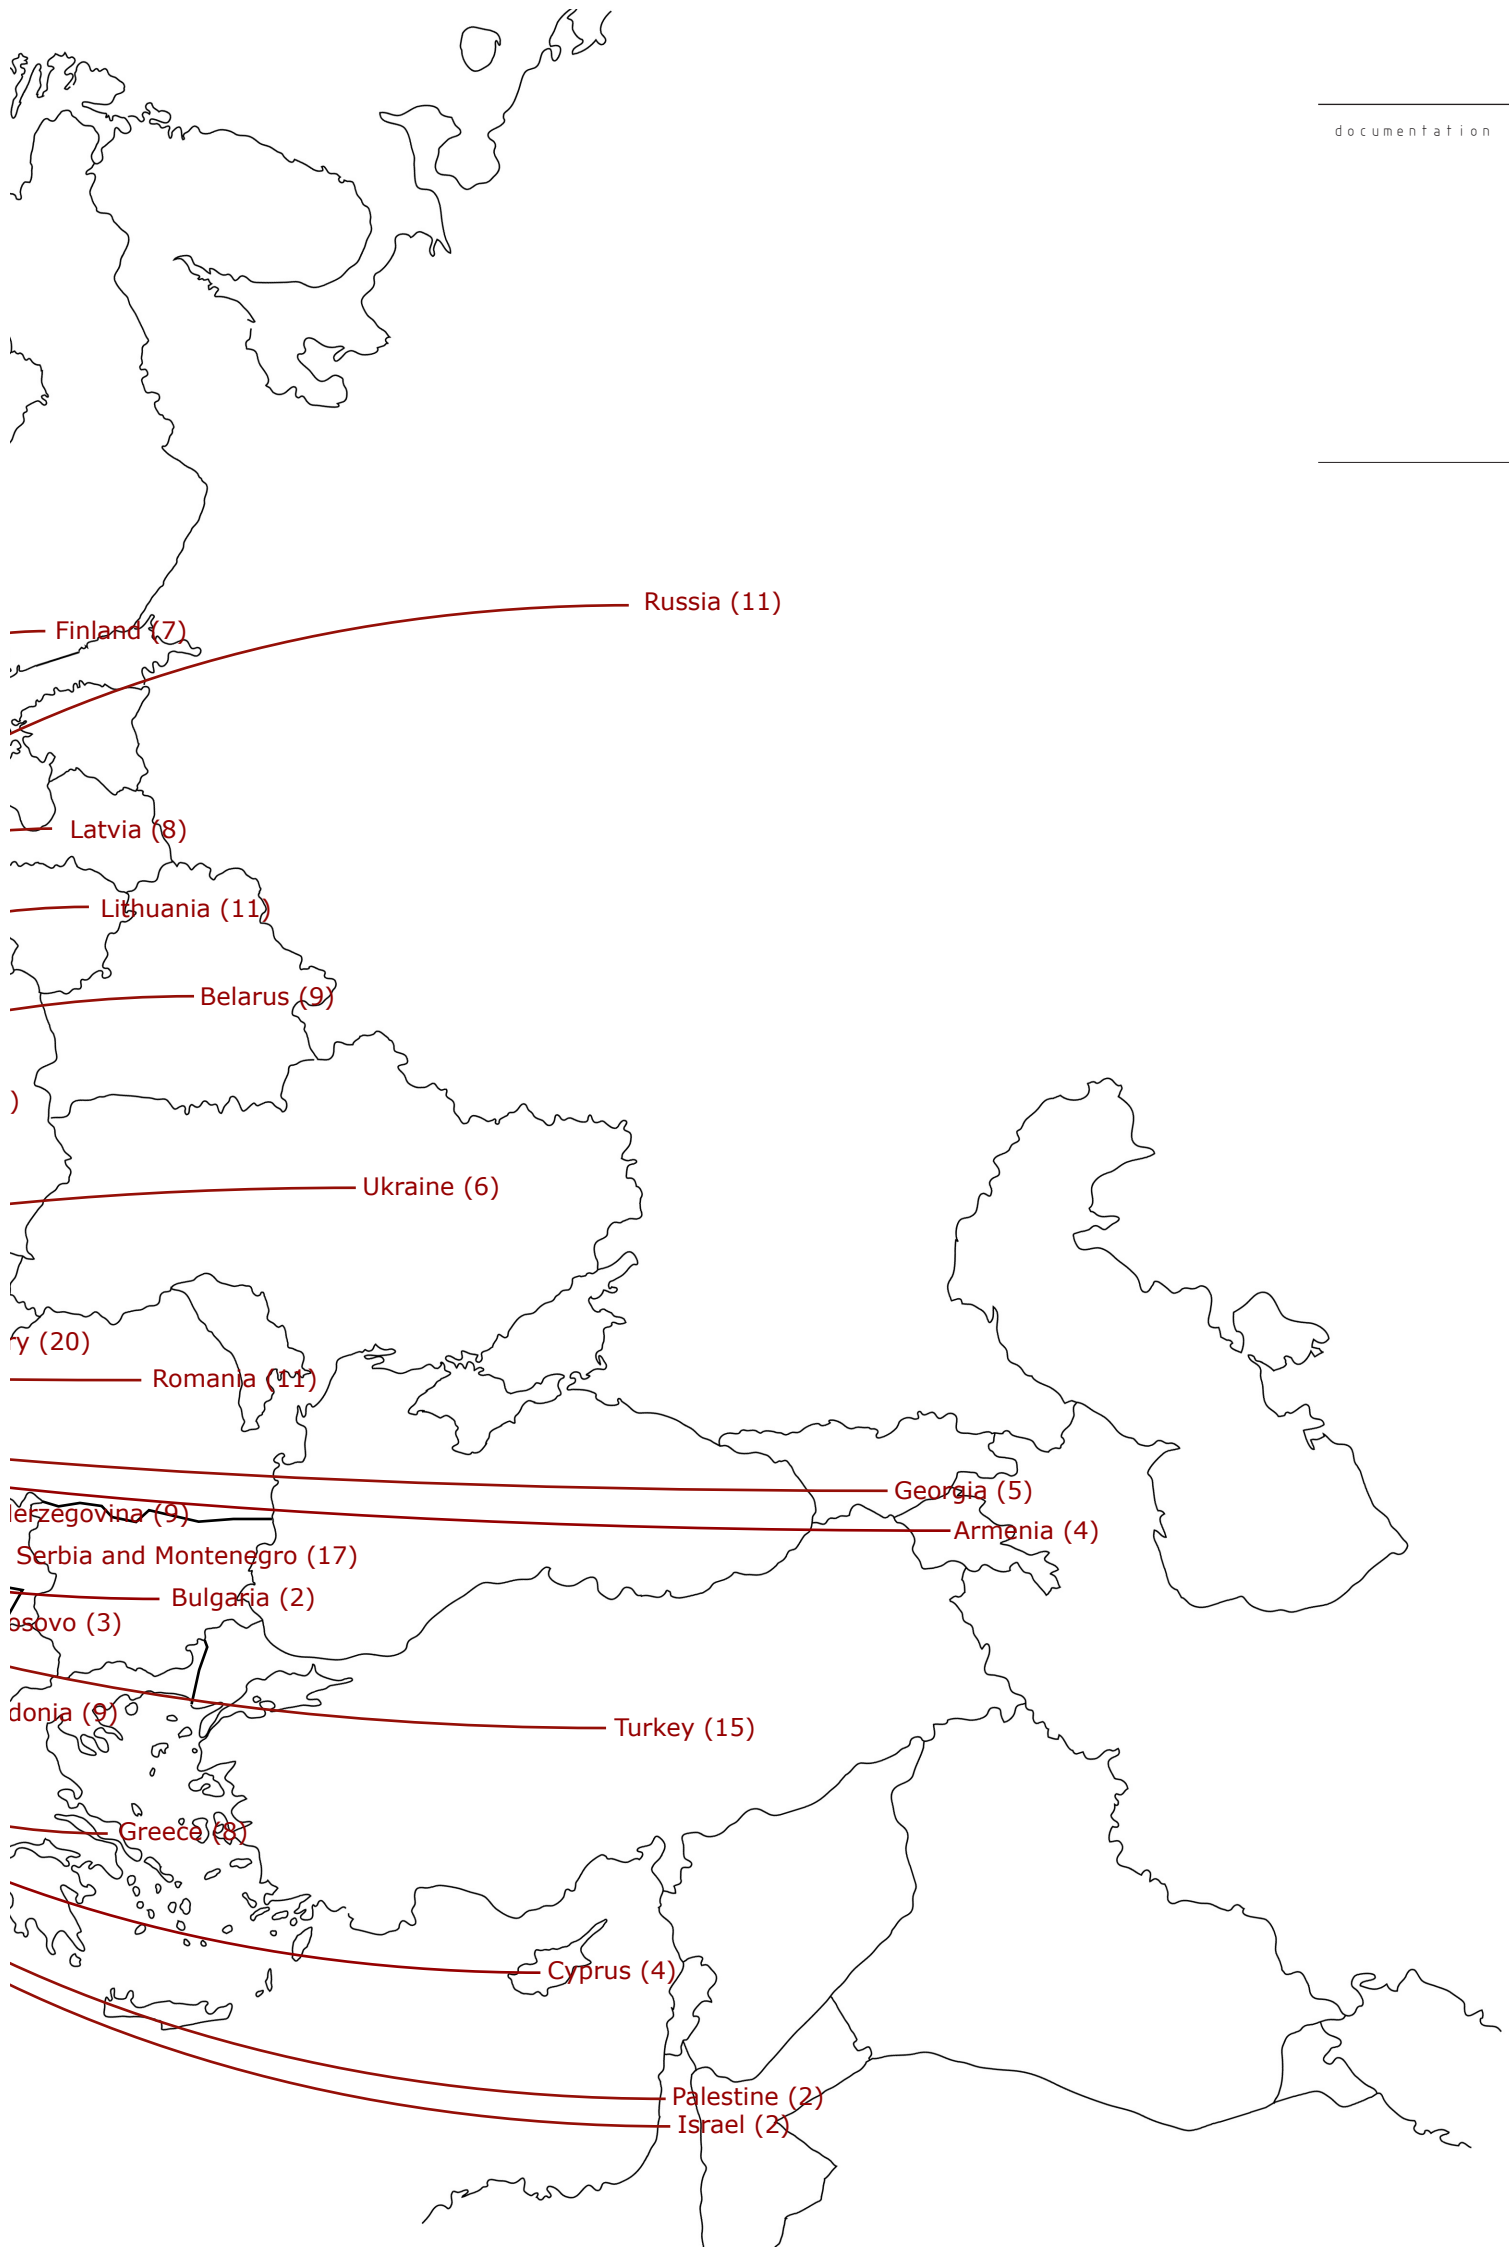 documentation
Russia (11)
Finland (7)
Latvia (8)
Lithuania (11)
Belarus (9)
)
Ukraine (6)
ry (20)
Romania (11)
Georgia (5)
Herzegovina (9)
Armenia (4)
Serbia and Montenegro (17)
Bulgaria (2)
osovo (3)
donia (9)
Turkey (15)
Greece (8)
Cyprus (4)
Palestine (2)
Israel (2)